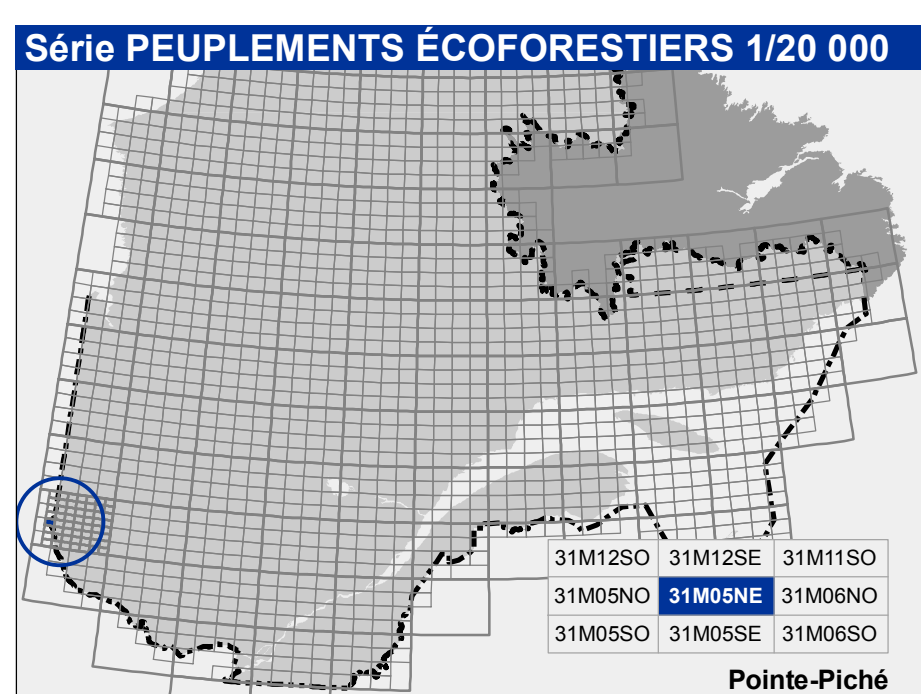 Série PEUPLEMENTS ÉCOFORESTIERS 1/20 000
31M12SO 31M12SE 31M11SO
31M05NO 31M05NE 31M06NO
31M05SO 31M05SE 31M06SO
Pointe-Piché